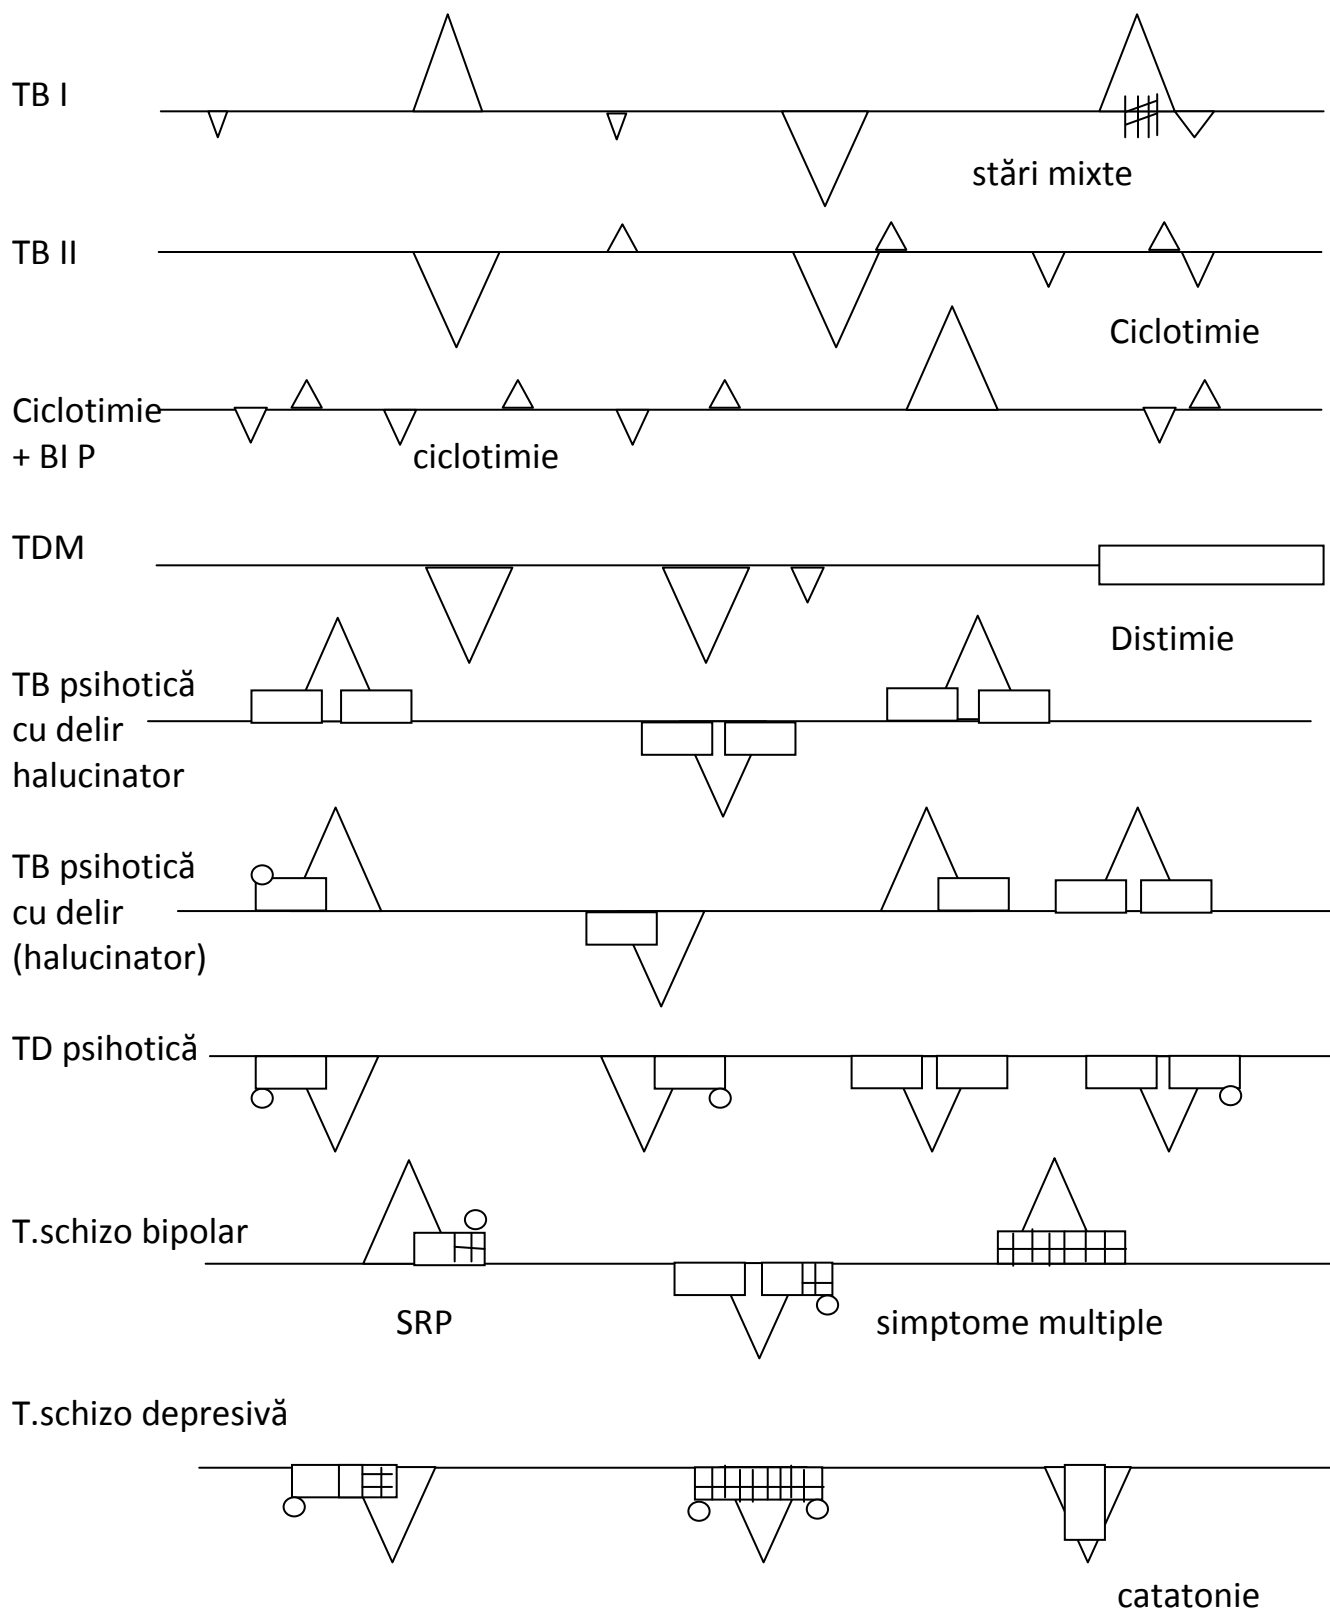 TB I
stări mixte
TB II
Ciclotimie
Ciclotimie
+ BI P
ciclotimie
TDM
Distimie
TB psihotică
cu delir
halucinator
TB psihotică
cu delir
(halucinator)
TD psihotică
T.schizo bipolar
SRP
simptome multiple
T.schizo depresivă
catatonie